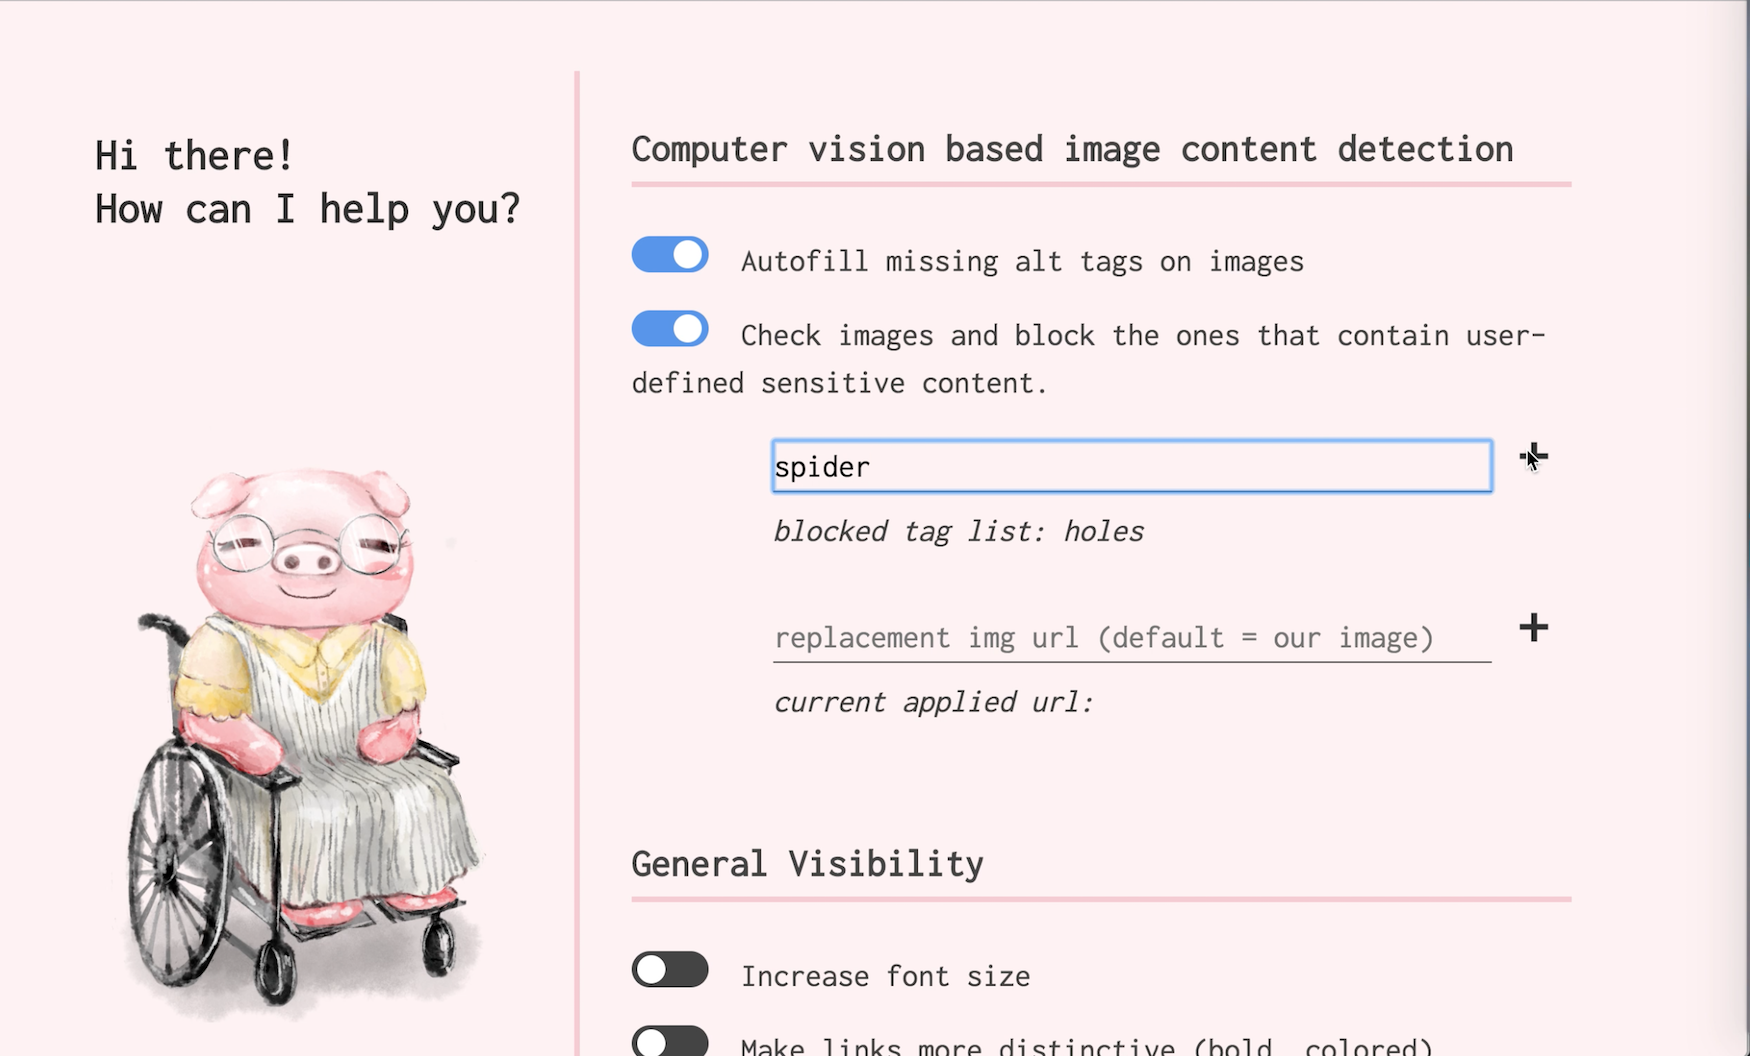 Hi there!
How can I help you?
Computer vision based image content detection
Autofill missing alt tags on images
Check images and block the ones that contain user-
defined sensitive content.
spider
blocked tag list: holes
replacement img url (default = our image)
current applied url:
General Visibility
Increase font size
Make links more distinctive (bold, colored)